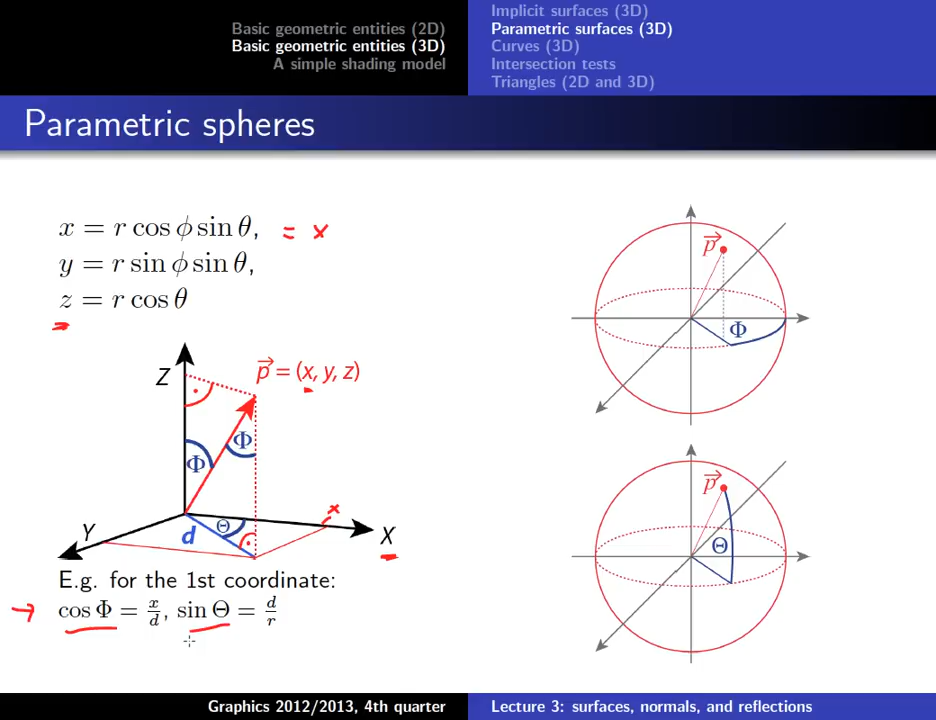 Basic geometric entities (2D)
Basic geometric entities (3D)
A simple shading model
Implicit surfaces (3D)
Parametric surfaces (3D)
Curves (3D)
Intersection tests
Triangles (2D and 3D)
Parametric spheres
x = r cos ϕ sin θ, = x
y = r sin ϕ sin θ,
z = r cos θ
Z
p⃗ = (x, y, z)
Φ
Φ
Y
d
Θ
x
X
E.g. for the 1st coordinate:
→ cos Φ = x/d, sin Θ = d/r
p⃗
Φ
p⃗
Θ
Graphics 2012/2013, 4th quarter
Lecture 3: surfaces, normals, and reflections